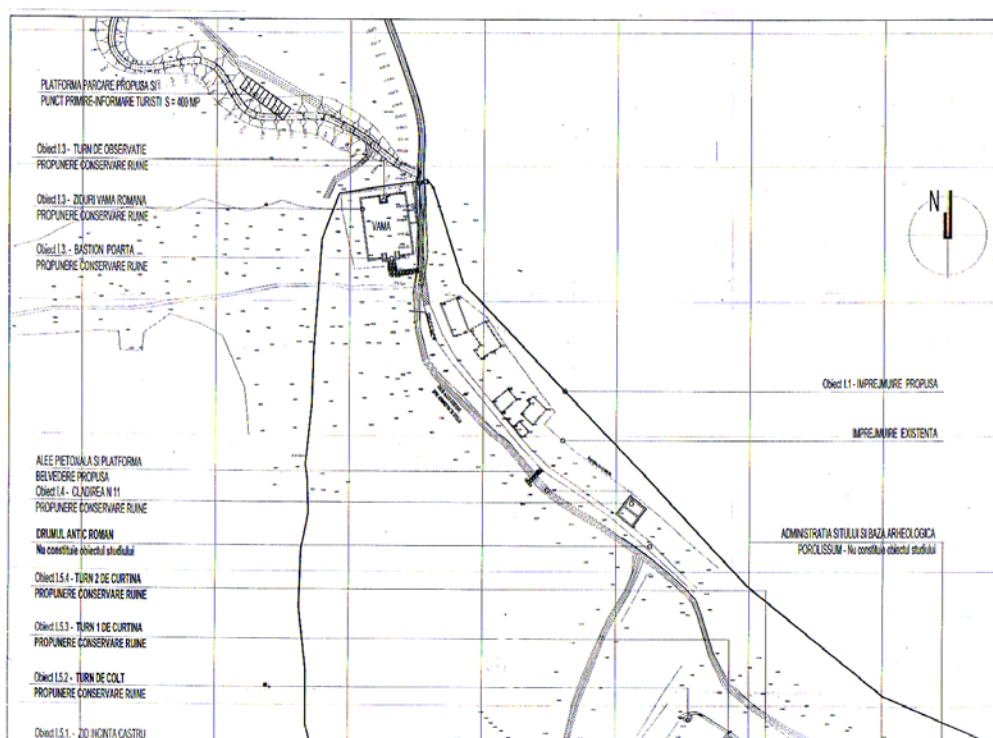 PLATFORMA PARCARE PROPUSA SI
PUNCT PRIMIRE-INFORMARE TURISTI S = 400 MP
Obiect I.3 - TURN DE OBSERVATIE
PROPUNERE CONSERVARE RUINE
Obiect I.3 - ZIDURI VAMA ROMANA
PROPUNERE CONSERVARE RUINE
Obiect I.3. - BASTION POARTA
PROPUNERE CONSERVARE RUINE
VAMA
N
Obiect I.1 - IMPREJMUIRE PROPUSA
IMPREJMUIRE EXISTENTA
ALEE PIETONALA SI PLATFORMA
BELVEDERE PROPUSA
Obiect I.4 - CLADIREA N 11
PROPUNERE CONSERVARE RUINE
DRUMUL ANTIC ROMAN
Nu constituie obiectul studiului
ADMINISTRATIA SITULUI SI BAZA ARHEOLOGICA
POROLISSUM - Nu constituie obiectul studiului
Obiect I.5.4 - TURN 2 DE CURTINA
PROPUNERE CONSERVARE RUINE
Obiect I.5.3 - TURN 1 DE CURTINA
PROPUNERE CONSERVARE RUINE
Obiect I.5.2 - TURN DE COLT
PROPUNERE CONSERVARE RUINE
Obiect I.5.1. - ZID INCINTA CASTRU